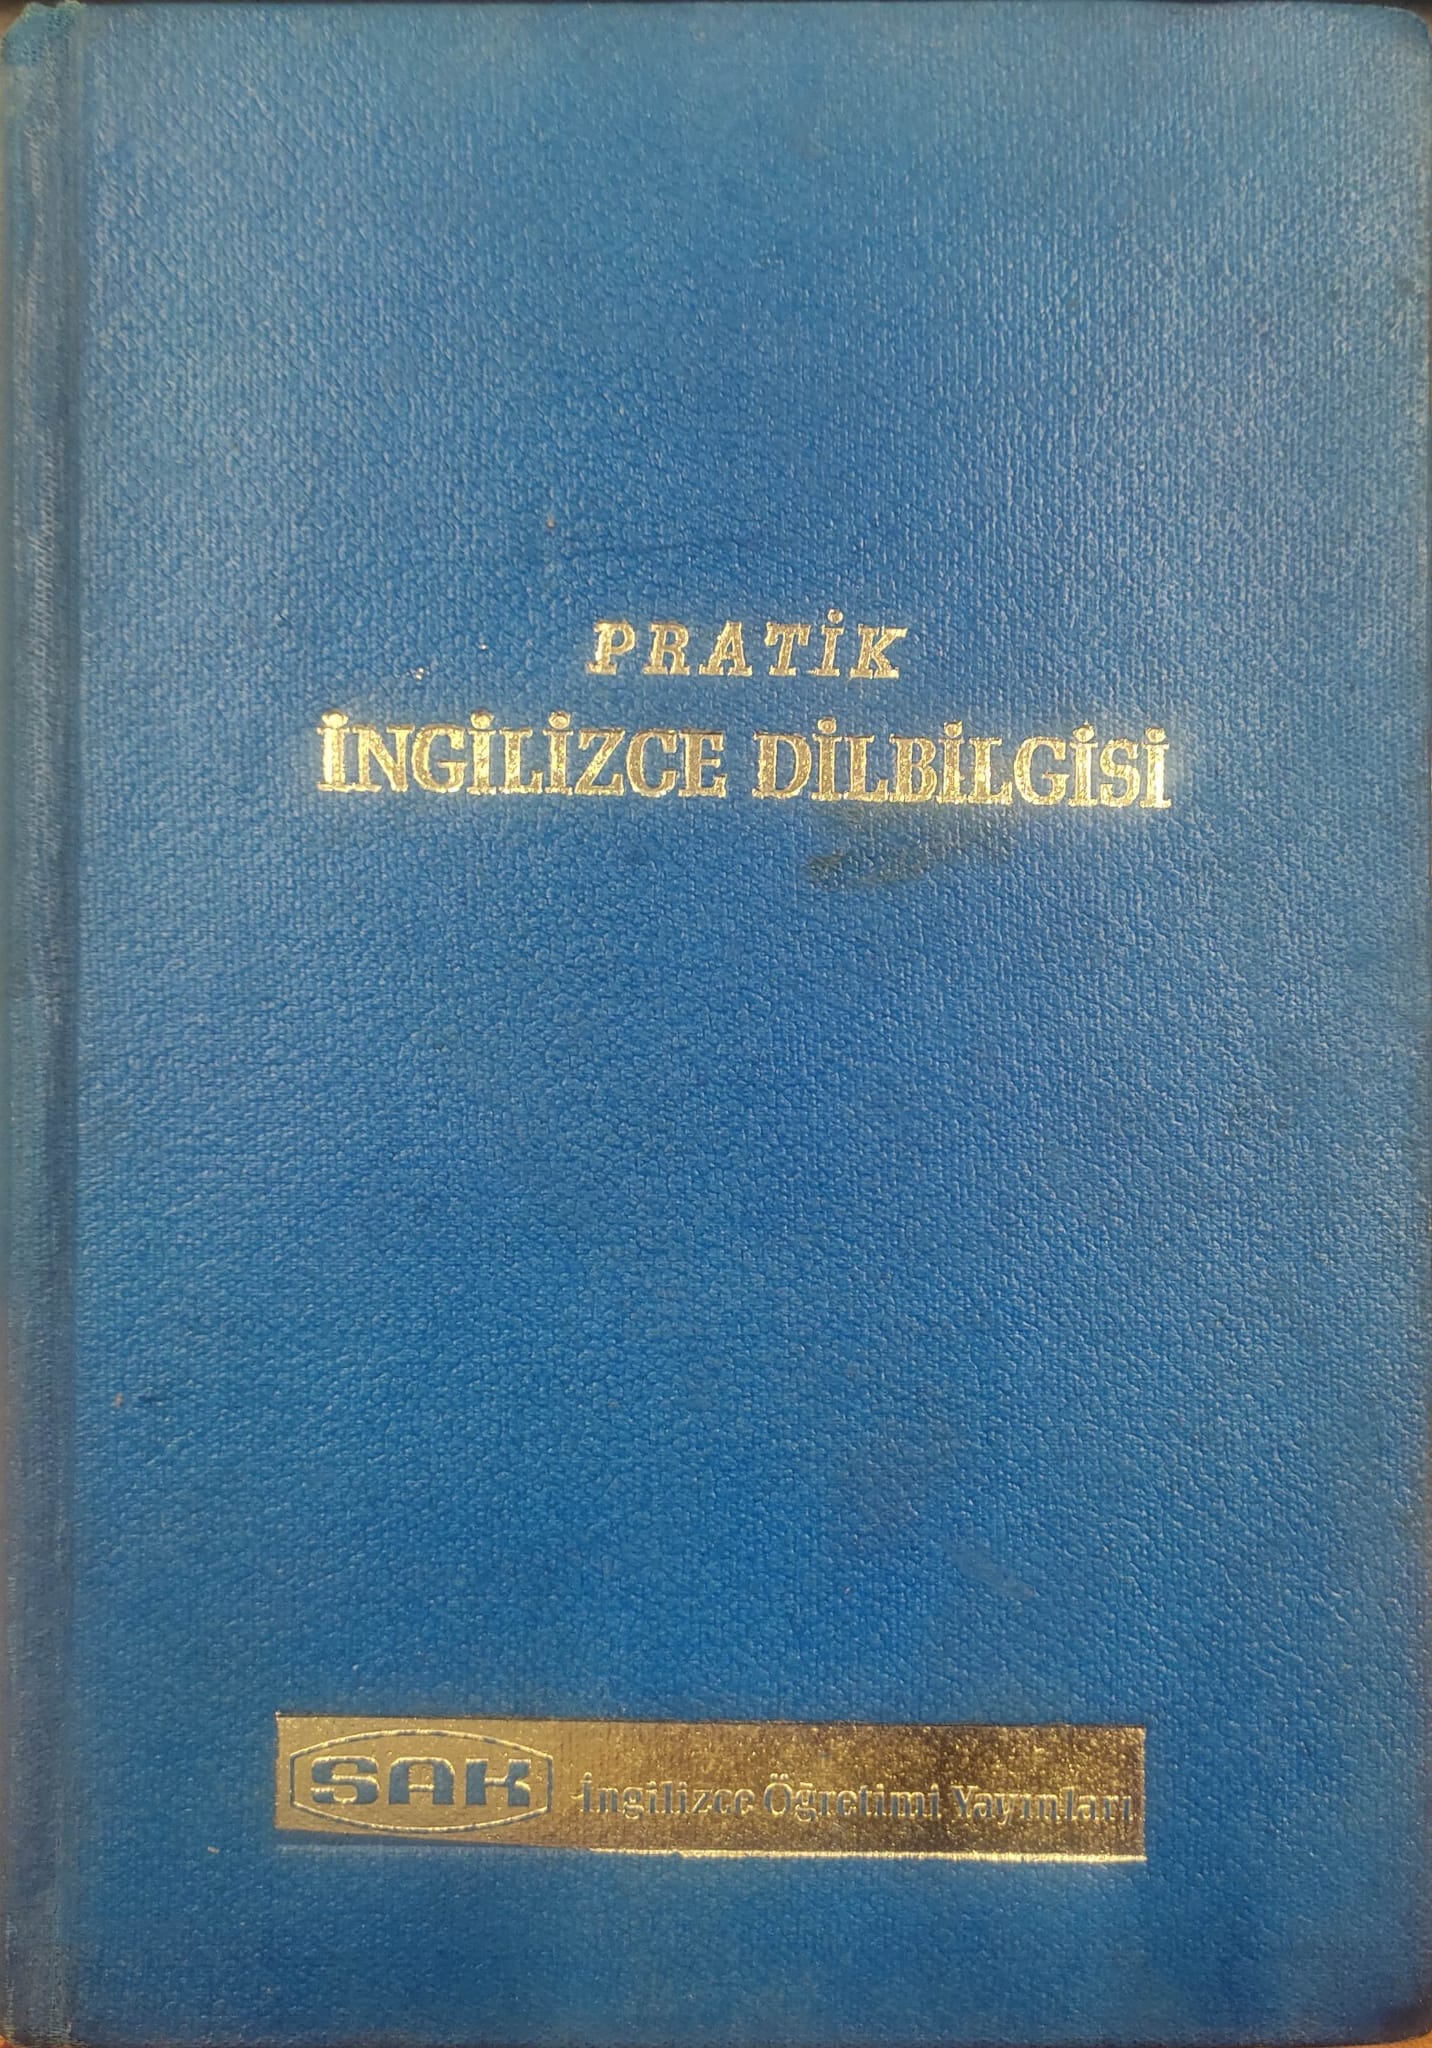 PRATİK
İNGİLİZCE DİLBİLGİSİ
SAK İngilizce Öğretimi Yayınları